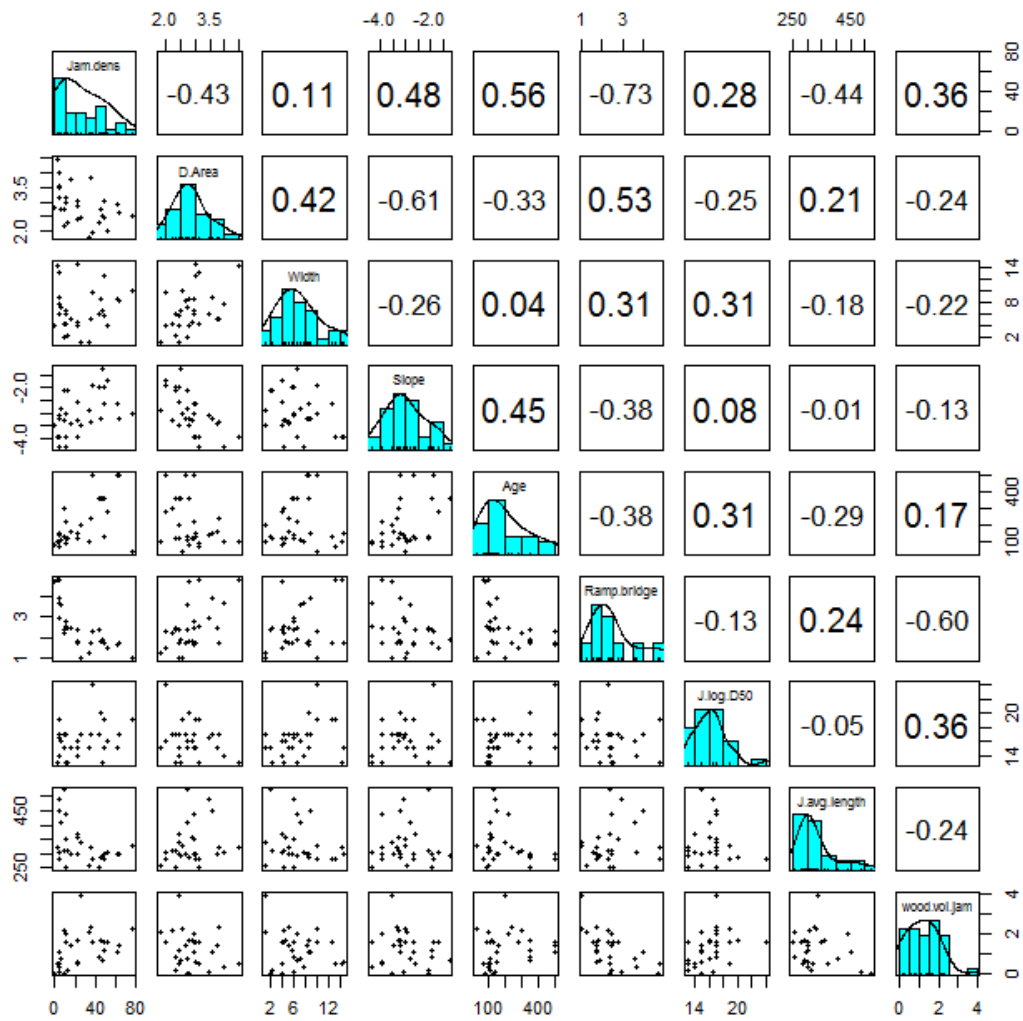 2.0 3.5 -4.0 -2.0 1 3 250 450
Jam.dens -0.43 0.11 0.48 0.56 -0.73 0.28 -0.44 0.36 0 40 80
2.0 3.5 D.Area 0.42 -0.61 -0.33 0.53 -0.25 0.21 -0.24
Width -0.26 0.04 0.31 0.31 -0.18 -0.22 2 8 14
-4.0 -2.0 Slope 0.45 -0.38 0.08 -0.01 -0.13
Age -0.38 0.31 -0.29 0.17 100 400
1 3 Ramp.bridge -0.13 0.24 -0.60
J.log.D50 -0.05 0.36 14 20
250 450 J.avg.length -0.24
wood.vol.jam 0 2 4
0 40 80 2 6 12 100 400 14 20 0 2 4